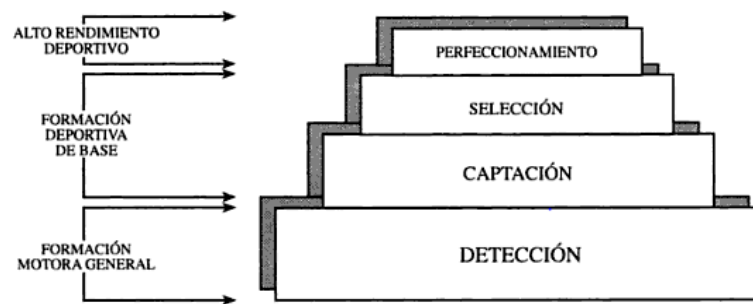 ALTO RENDIMIENTO
DEPORTIVO
PERFECCIONAMIENTO
FORMACIÓN
DEPORTIVA
DE BASE
SELECCIÓN
CAPTACIÓN
FORMACIÓN
MOTORA GENERAL
DETECCIÓN